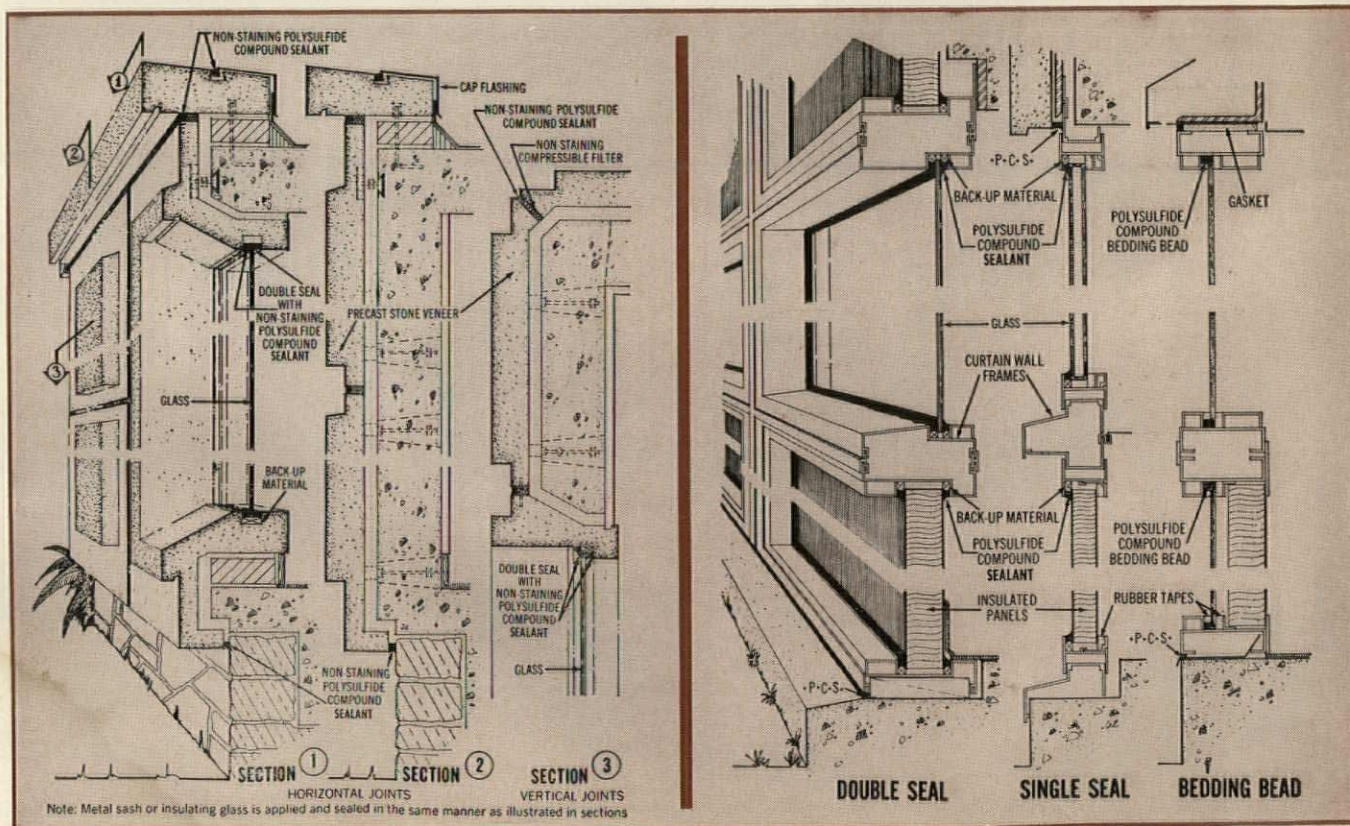 NON-STAINING POLYSULFIDE
COMPOUND SEALANT
1
2
3
CAP FLASHING
NON-STAINING POLYSULFIDE
COMPOUND SEALANT
NON STAINING
COMPRESSIBLE FILTER
DOUBLE SEAL
WITH
NON-STAINING
POLYSULFIDE
COMPOUND
SEALANT
PRECAST STONE VENEER
GLASS
BACK-UP
MATERIAL
DOUBLE SEAL
WITH
NON-STAINING
POLYSULFIDE
COMPOUND
SEALANT
GLASS
NON-STAINING
POLYSULFIDE
COMPOUND
SEALANT
SECTION 1
SECTION 2
HORIZONTAL JOINTS
SECTION 3
VERTICAL JOINTS
Note: Metal sash or insulating glass is applied and sealed in the same manner as illustrated in sections
•P•C•S•
BACK-UP MATERIAL
POLYSULFIDE
COMPOUND
SEALANT
GASKET
POLYSULFIDE
COMPOUND
BEDDING BEAD
GLASS
CURTAIN WALL
FRAMES
BACK-UP MATERIAL
POLYSULFIDE
COMPOUND
SEALANT
POLYSULFIDE
COMPOUND
BEDDING BEAD
INSULATED
PANELS
RUBBER TAPES
•P•C•S•
•P•C•S•
DOUBLE SEAL
SINGLE SEAL
BEDDING BEAD